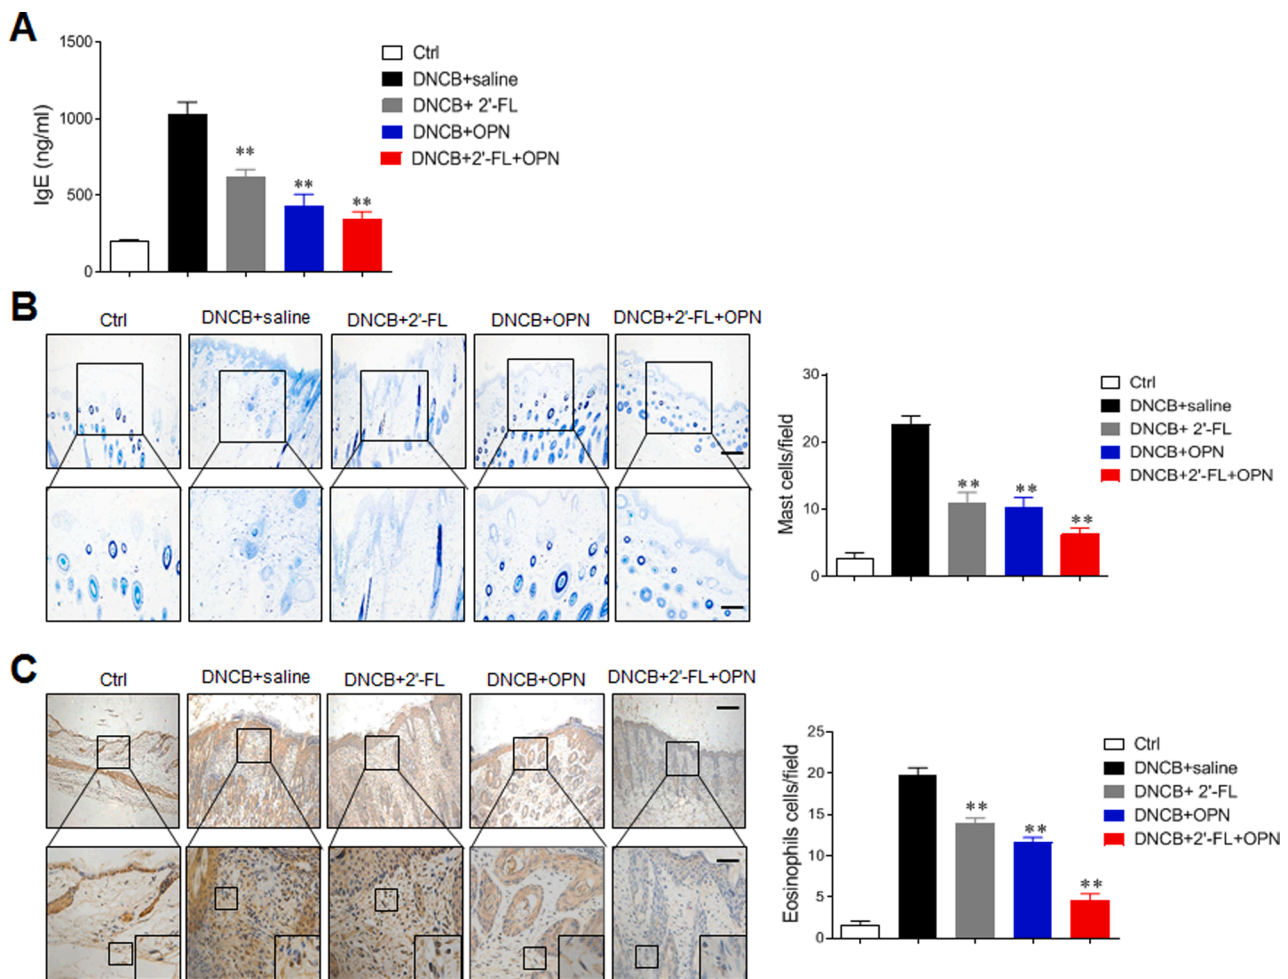 A
1500
1000
500
0
IgE (ng/ml)
**
**
**
Ctrl
DNCB+saline
DNCB+ 2'-FL
DNCB+OPN
DNCB+2'-FL+OPN
B
Ctrl
DNCB+saline
DNCB+2'-FL
DNCB+OPN
DNCB+2'-FL+OPN
30
20
10
0
Mast cells/field
**
**
**
Ctrl
DNCB+saline
DNCB+ 2'-FL
DNCB+OPN
DNCB+2'-FL+OPN
C
Ctrl
DNCB+saline
DNCB+2'-FL
DNCB+OPN
DNCB+2'-FL+OPN
25
20
15
10
5
0
Eosinophils cells/field
**
**
**
Ctrl
DNCB+saline
DNCB+ 2'-FL
DNCB+OPN
DNCB+2'-FL+OPN